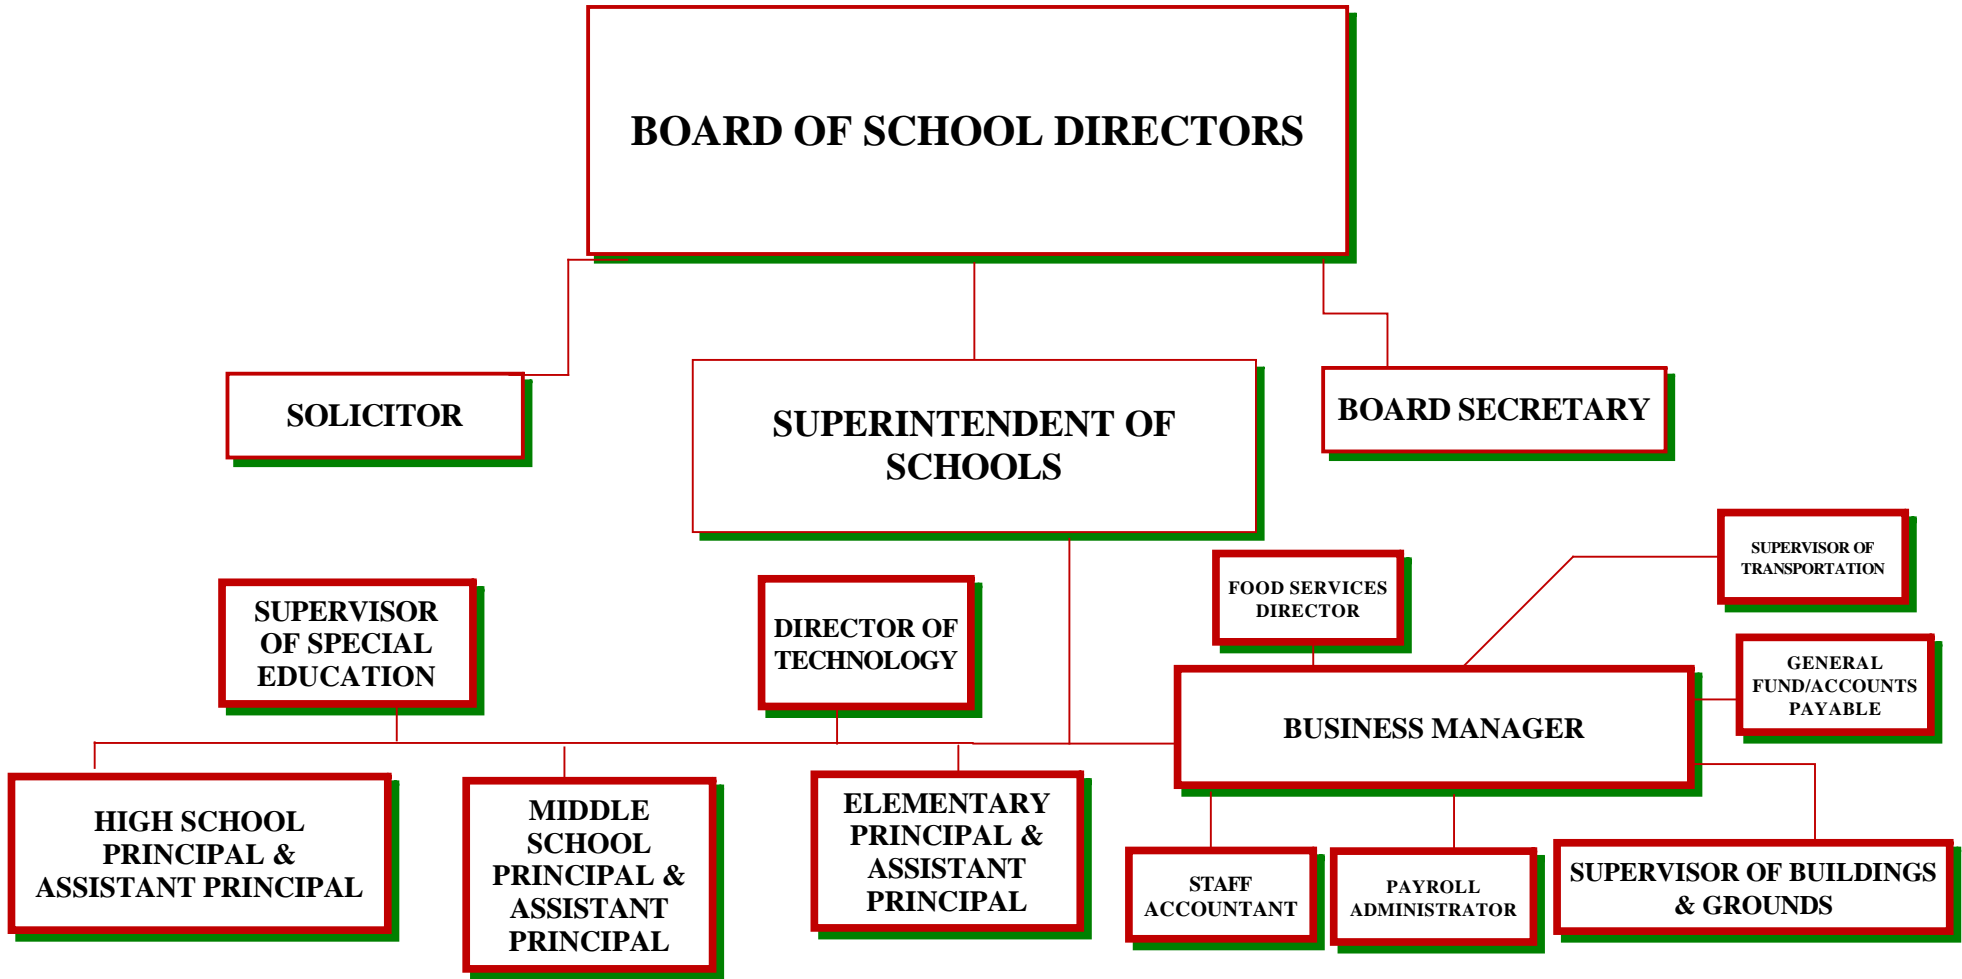 BOARD OF SCHOOL DIRECTORS
SOLICITOR
SUPERINTENDENT OF
SCHOOLS
BOARD SECRETARY
SUPERVISOR
OF SPECIAL
EDUCATION
DIRECTOR OF
TECHNOLOGY
FOOD SERVICES
DIRECTOR
SUPERVISOR OF
TRANSPORTATION
GENERAL
FUND/ACCOUNTS
PAYABLE
BUSINESS MANAGER
HIGH SCHOOL
PRINCIPAL &
ASSISTANT PRINCIPAL
MIDDLE
SCHOOL
PRINCIPAL &
ASSISTANT
PRINCIPAL
ELEMENTARY
PRINCIPAL &
ASSISTANT
PRINCIPAL
STAFF
ACCOUNTANT
PAYROLL
ADMINISTRATOR
SUPERVISOR OF BUILDINGS
& GROUNDS